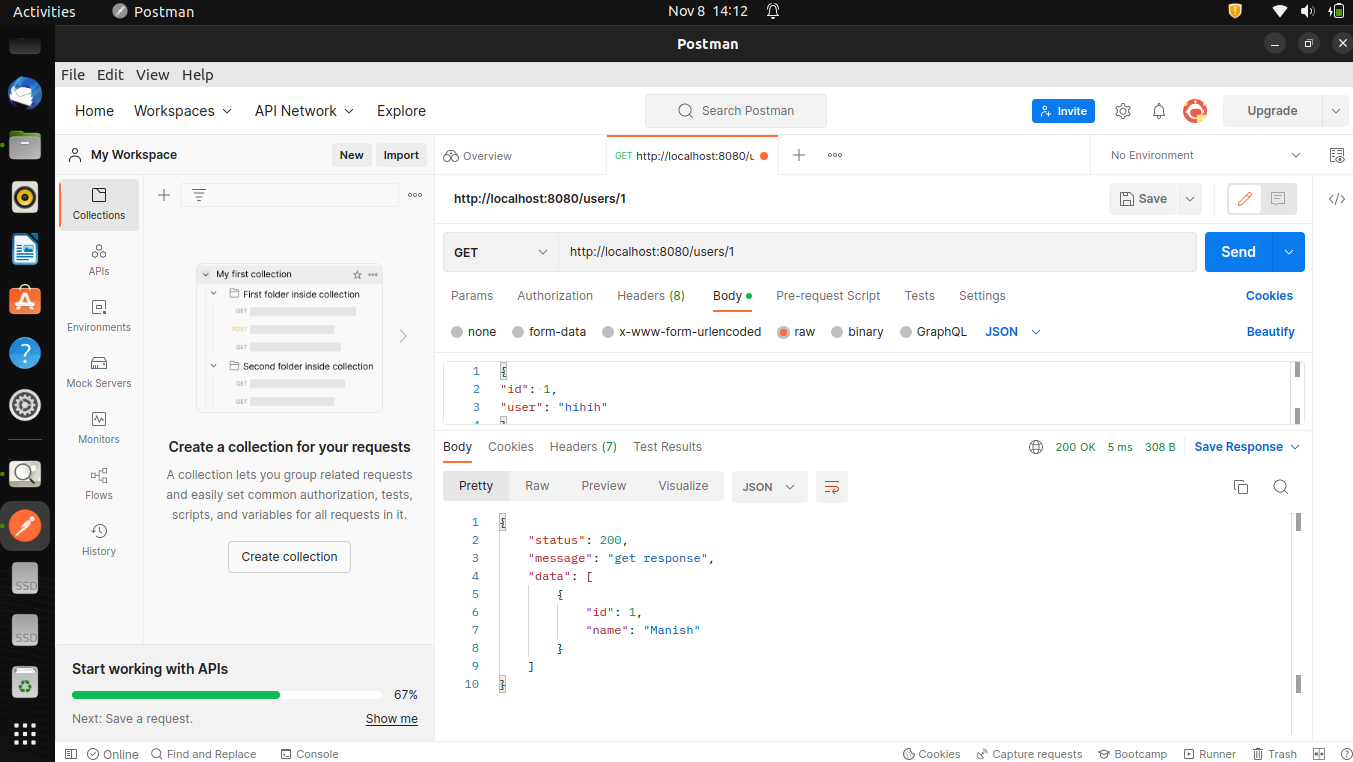 Activities Postman Nov 8 14:12
Postman
File Edit View Help
Home Workspaces API Network Explore Search Postman Invite Upgrade
My Workspace New Import
Overview GET http://localhost:8080/u No Environment
Collections
APIs
Environments
Mock Servers
Monitors
Flows
History
My first collection
First folder inside collection
GET
POST
GET
Second folder inside collection
GET
GET
Create a collection for your requests
A collection lets you group related requests
and easily set common authorization, tests,
scripts, and variables for all requests in it.
Create collection
Start working with APIs
67%
Next: Save a request. Show me
http://localhost:8080/users/1 Save </>
GET http://localhost:8080/users/1 Send
Params Authorization Headers (8) Body Pre-request Script Tests Settings Cookies
none form-data x-www-form-urlencoded raw binary GraphQL JSON Beautify
1 {
2 "id": 1,
3 "user": "hihih"
4 }
Body Cookies Headers (7) Test Results 200 OK 5 ms 308 B Save Response
Pretty Raw Preview Visualize JSON
1 {
2 "status": 200,
3 "message": "get response",
4 "data": [
5 {
6 "id": 1,
7 "name": "Manish"
8 }
9 ]
10 }
SSD
SSD
Online Find and Replace Console Cookies Capture requests Bootcamp Runner Trash